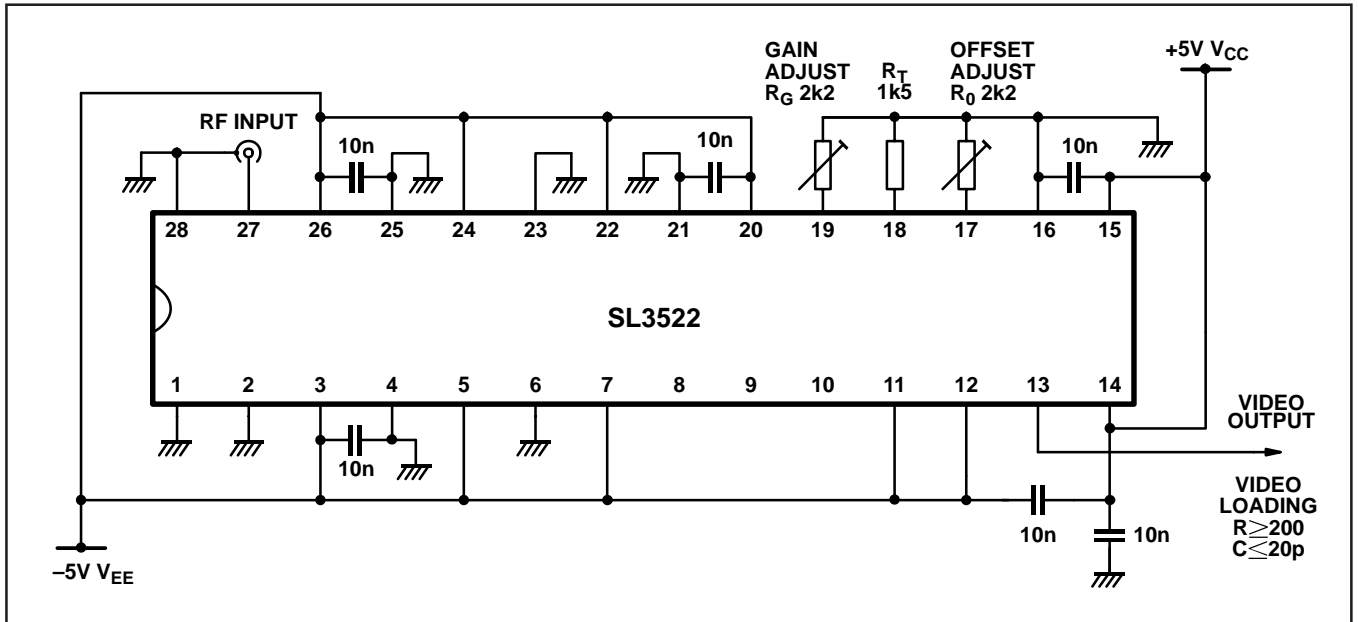 GAIN
ADJUST
R_G 2k2
R_T
1k5
OFFSET
ADJUST
R_0 2k2
+5V V_CC
RF INPUT
10n
10n
10n
28 27 26 25 24 23 22 21 20 19 18 17 16 15
SL3522
1 2 3 4 5 6 7 8 9 10 11 12 13 14
10n
VIDEO
OUTPUT
VIDEO
LOADING
R≥200
C≤20p
10n
10n
–5V V_EE